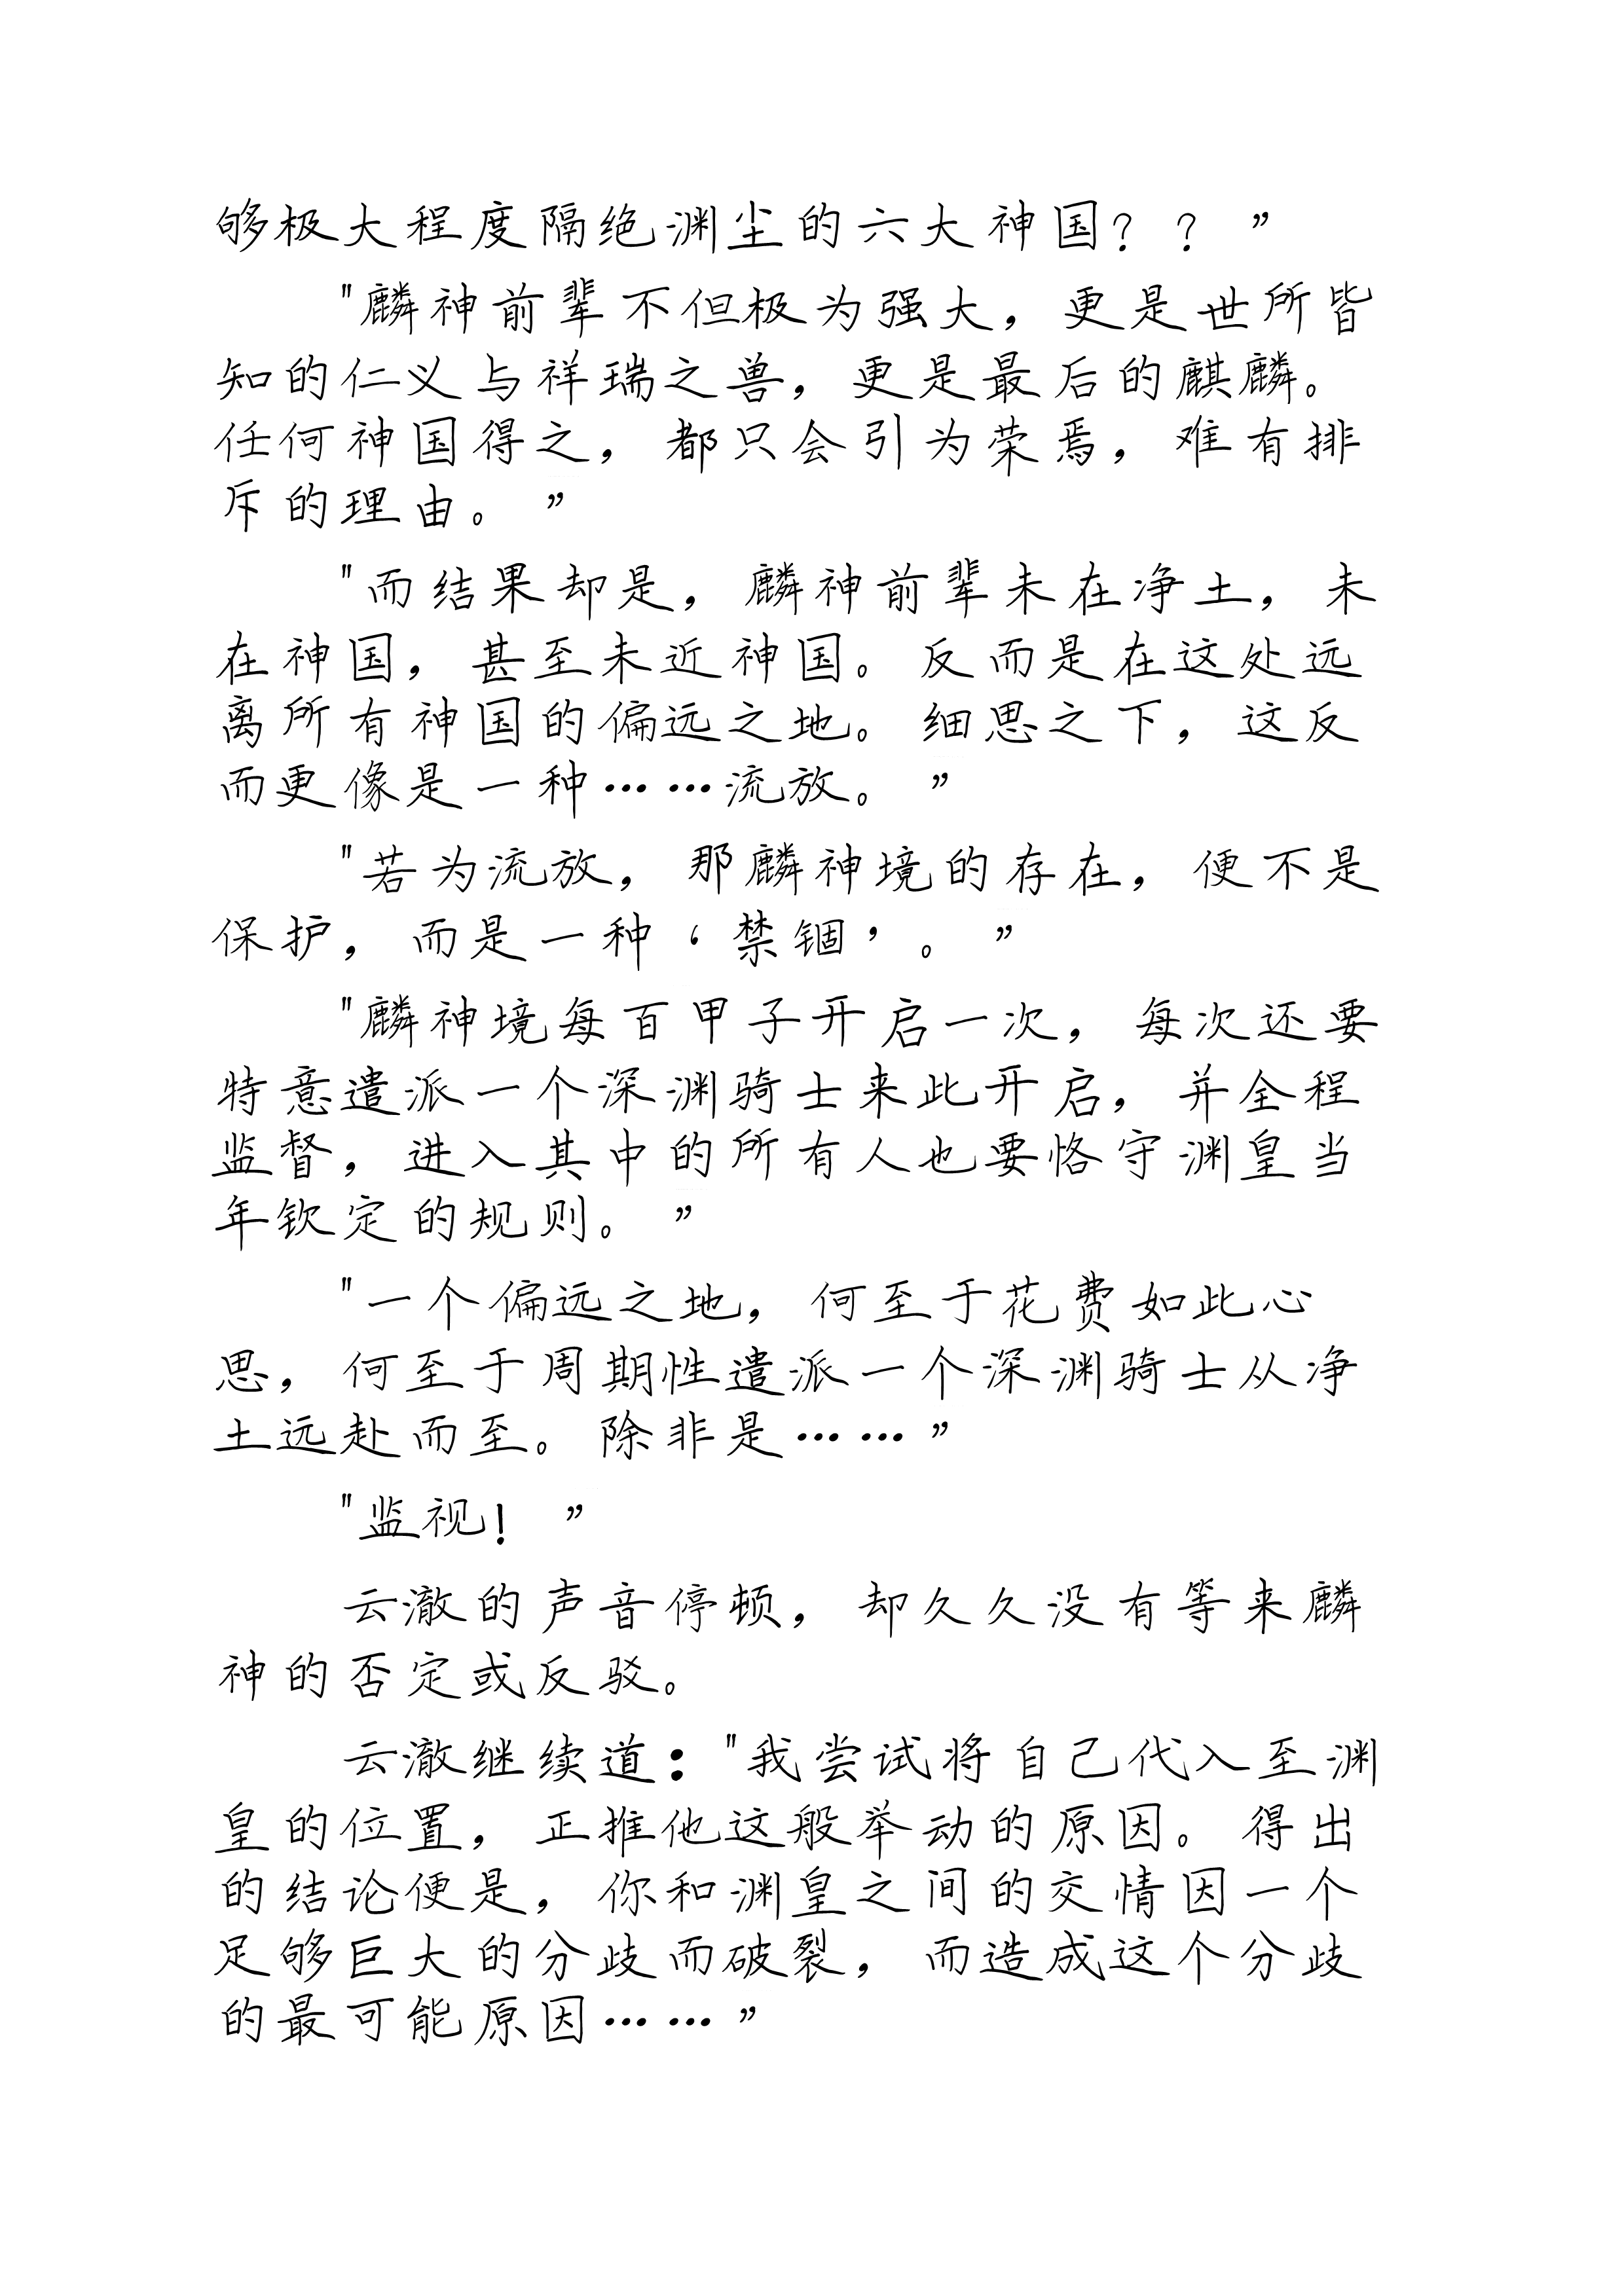 够极大程度隔绝渊尘的六大神国？？”
"麟神前辈不但极为强大，更是世所皆
知的仁义与祥瑞之兽，更是最后的麒麟。
任何神国得之，都只会引为荣焉，难有排
斥的理由。”
"而结果却是，麟神前辈未在净土，未
在神国，甚至未近神国。反而是在这处远
离所有神国的偏远之地。细思之下，这反
而更像是一种……流放。”
"若为流放，那麟神境的存在，便不是
保护，而是一种‘禁锢’。”
"麟神境每百甲子开启一次，每次还要
特意遣派一个深渊骑士来此开启，并全程
监督，进入其中的所有人也要恪守渊皇当
年钦定的规则。”
"一个偏远之地，何至于花费如此心
思，何至于周期性遣派一个深渊骑士从净
土远赴而至。除非是……”
"监视！”
云澈的声音停顿，却久久没有等来麟
神的否定或反驳。
云澈继续道："我尝试将自己代入至渊
皇的位置，正推他这般举动的原因。得出
的结论便是，你和渊皇之间的交情因一个
足够巨大的分歧而破裂，而造成这个分歧
的最可能原因……”